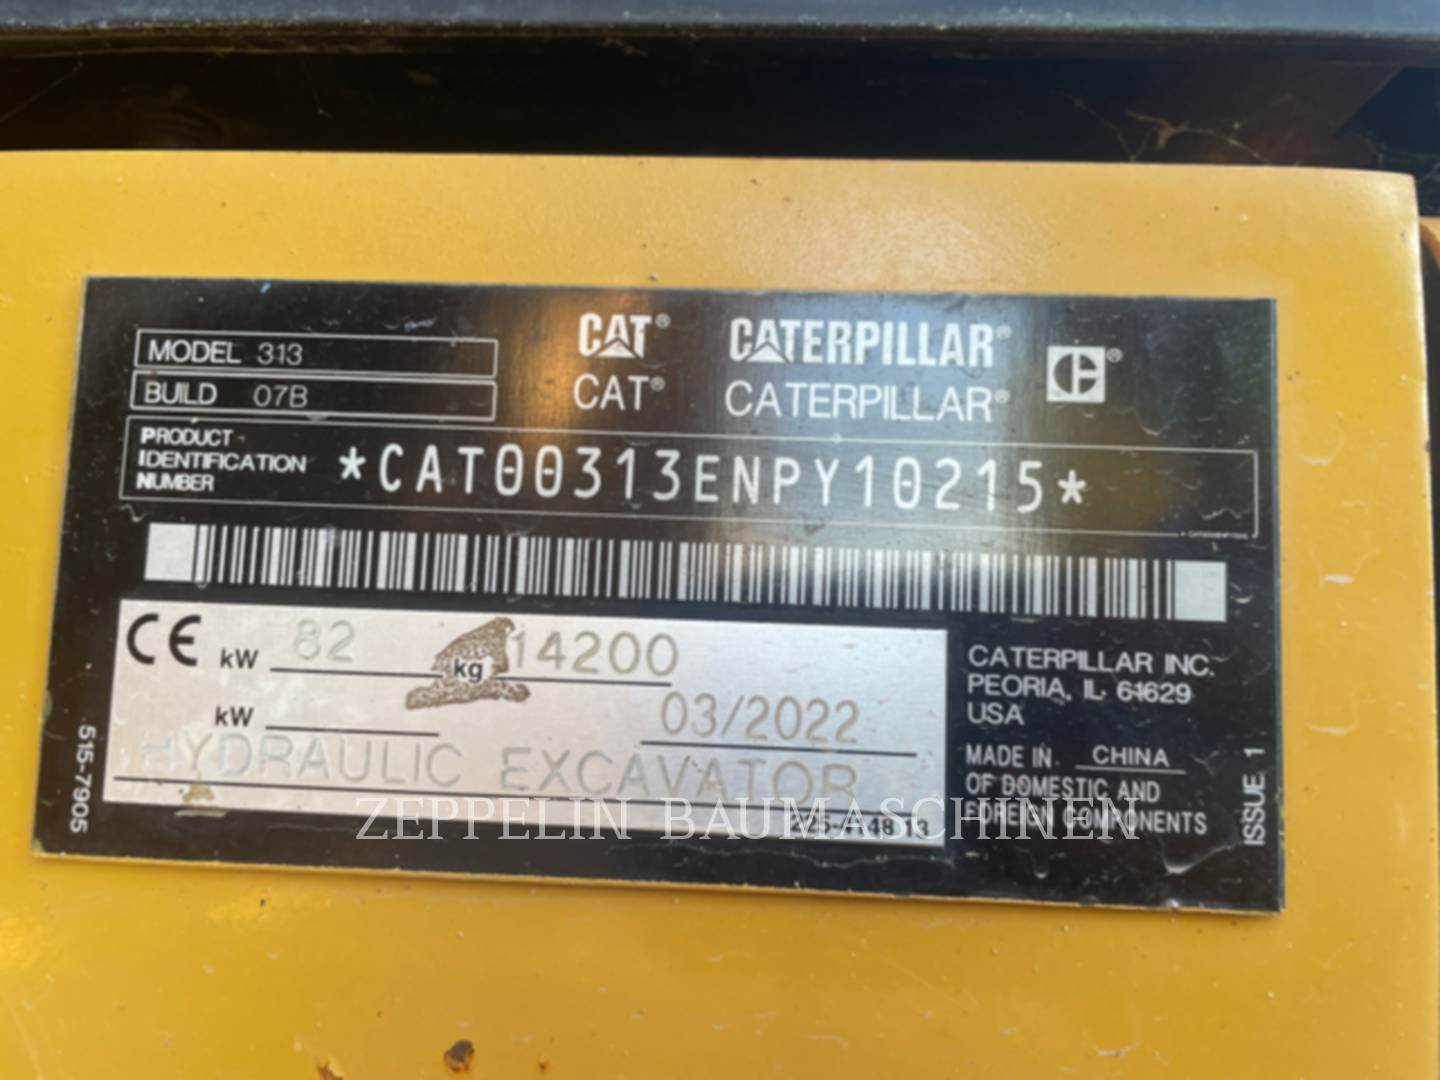 MODEL 313
BUILD 07B
CAT® CATERPILLAR®
CAT® CATERPILLAR®
PRODUCT
IDENTIFICATION
NUMBER
*CAT00313ENPY10215*
CE kW 82 kg 14200
kW 03/2022
HYDRAULIC EXCAVATOR
CATERPILLAR INC.
PEORIA, IL 61629
USA
MADE IN CHINA
OF DOMESTIC AND
FOREIGN COMPONENTS
515-7905
ISSUE 1
ZEPPELIN BAUMASCHINEN